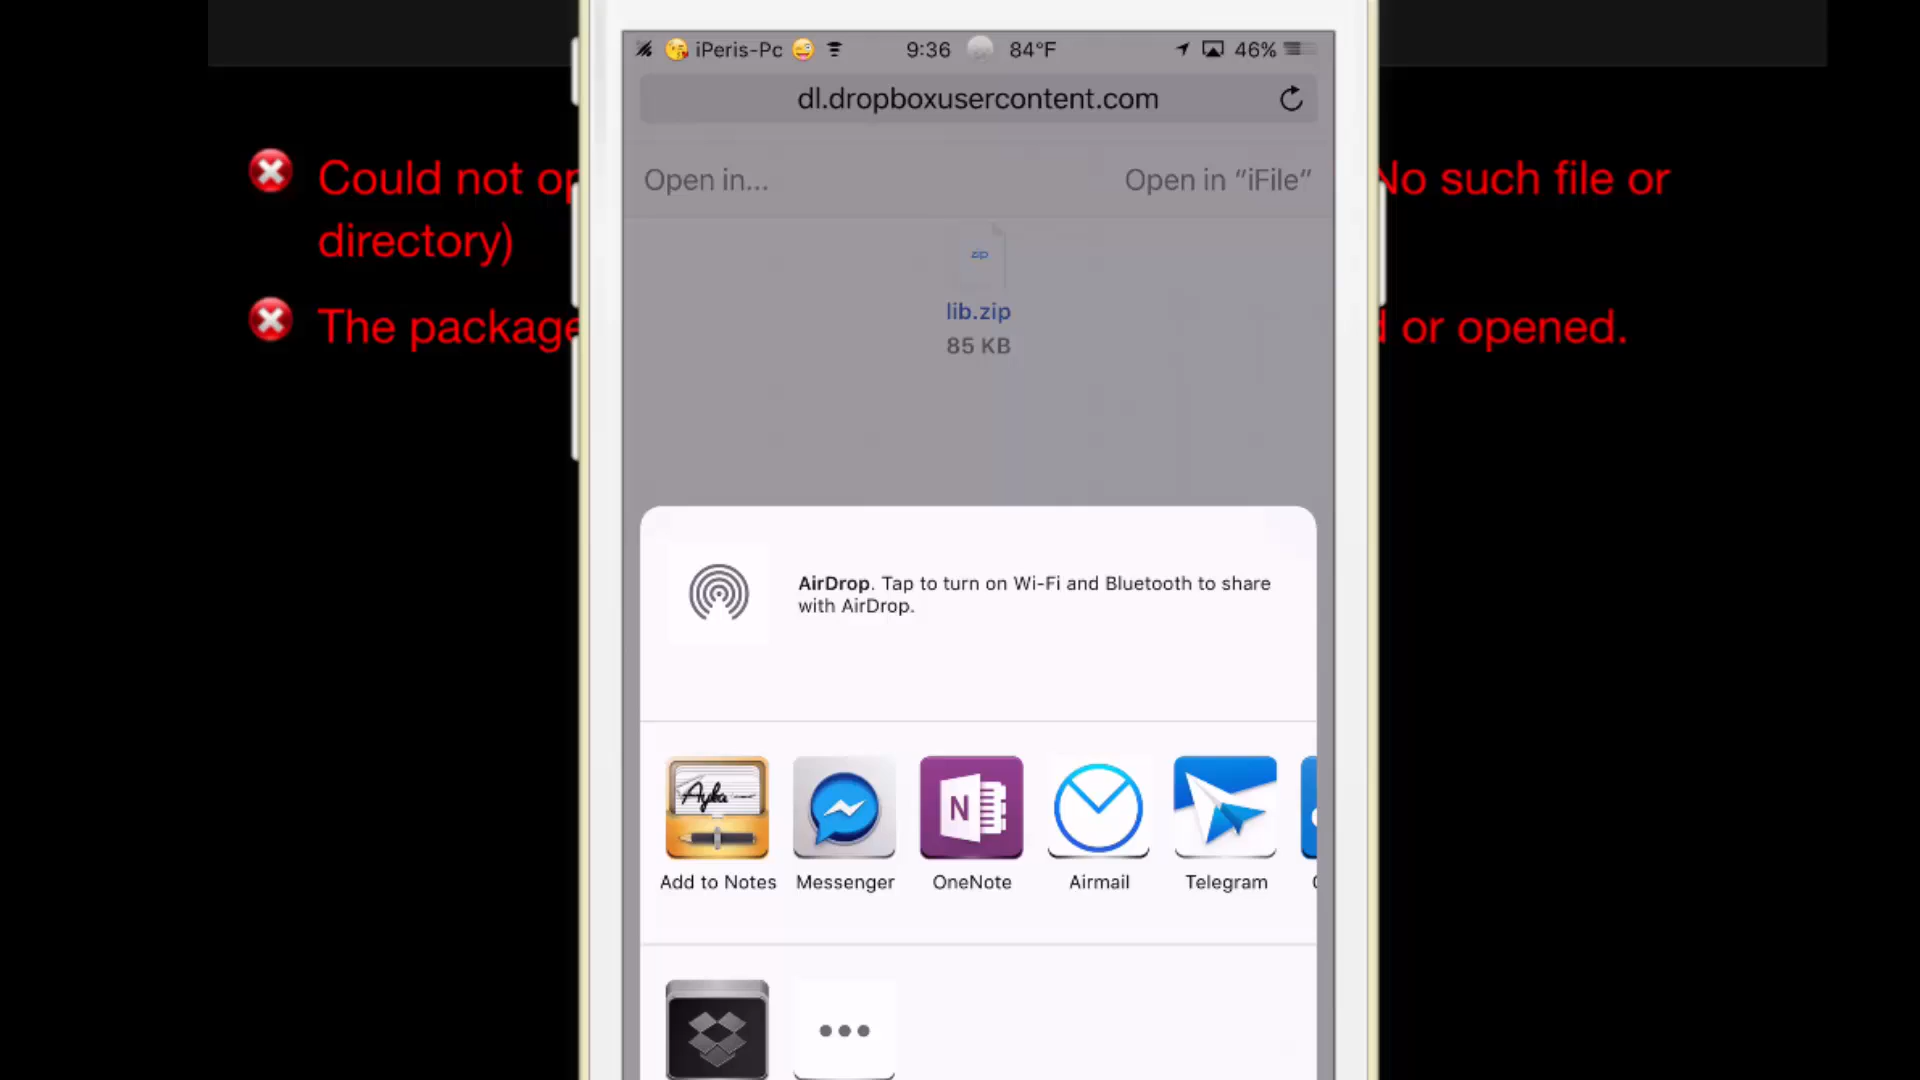 iPeris-Pc 9:36 84°F 46%
dl.dropboxusercontent.com
Open in... Open in “iFile”
Could not op No such file or
directory)
zip
lib.zip
The package d or opened.
85 KB
AirDrop. Tap to turn on Wi-Fi and Bluetooth to share
with AirDrop.
Ayka
N
Add to Notes Messenger OneNote Airmail Telegram